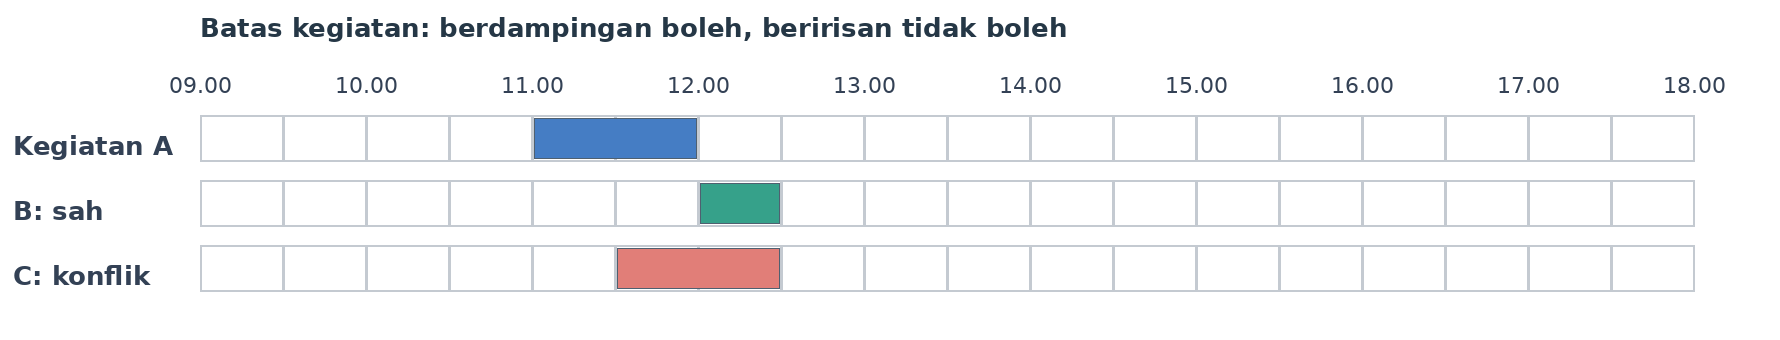 Batas kegiatan: berdampingan boleh, beririsan tidak boleh
09.00 10.00 11.00 12.00 13.00 14.00 15.00 16.00 17.00 18.00
Kegiatan A
B: sah
C: konflik